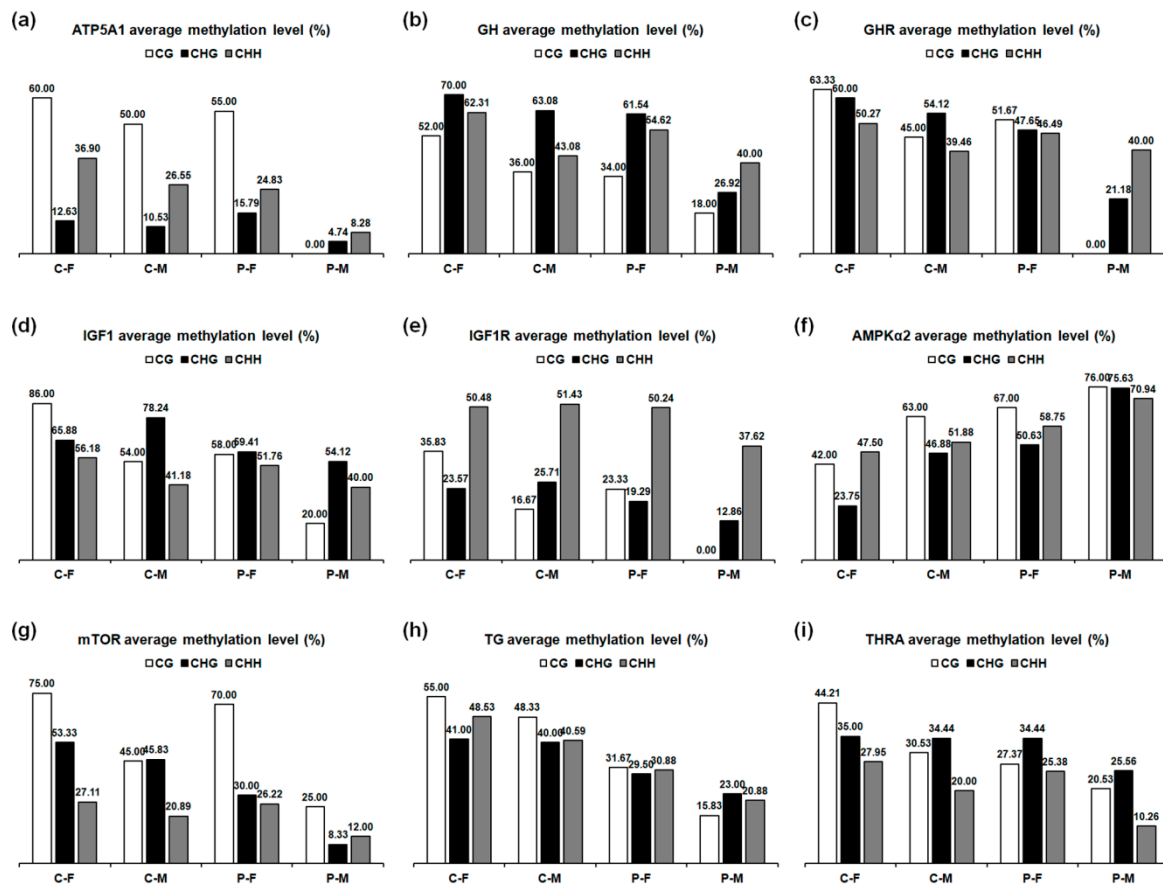 (a)
ATP5A1 average methylation level (%)
CG CHG CHH
60.00 12.63 36.90 50.00 10.53 26.55 55.00 15.79 24.83 0.00 4.74 8.28
C-F C-M P-F P-M
(b)
GH average methylation level (%)
CG CHG CHH
52.00 70.00 62.31 36.00 63.08 43.08 34.00 61.54 54.62 18.00 26.92 40.00
C-F C-M P-F P-M
(c)
GHR average methylation level (%)
CG CHG CHH
63.33 60.00 50.27 45.00 54.12 39.46 51.67 47.65 46.49 0.00 21.18 40.00
C-F C-M P-F P-M
(d)
IGF1 average methylation level (%)
CG CHG CHH
86.00 65.88 56.18 54.00 78.24 41.18 58.00 59.41 51.76 20.00 54.12 40.00
C-F C-M P-F P-M
(e)
IGF1R average methylation level (%)
CG CHG CHH
35.83 23.57 50.48 16.67 25.71 51.43 23.33 19.29 50.24 0.00 12.86 37.62
C-F C-M P-F P-M
(f)
AMPKα2 average methylation level (%)
CG CHG CHH
42.00 23.75 47.50 63.00 46.88 51.88 67.00 50.63 58.75 76.00 75.63 70.94
C-F C-M P-F P-M
(g)
mTOR average methylation level (%)
CG CHG CHH
75.00 53.33 27.11 45.00 45.83 20.89 70.00 30.00 26.22 25.00 8.33 12.00
C-F C-M P-F P-M
(h)
TG average methylation level (%)
CG CHG CHH
55.00 41.00 48.53 48.33 40.00 40.59 31.67 29.50 30.88 15.83 23.00 20.88
C-F C-M P-F P-M
(i)
THRA average methylation level (%)
CG CHG CHH
44.21 35.00 27.95 30.53 34.44 20.00 27.37 34.44 25.38 20.53 25.56 10.26
C-F C-M P-F P-M